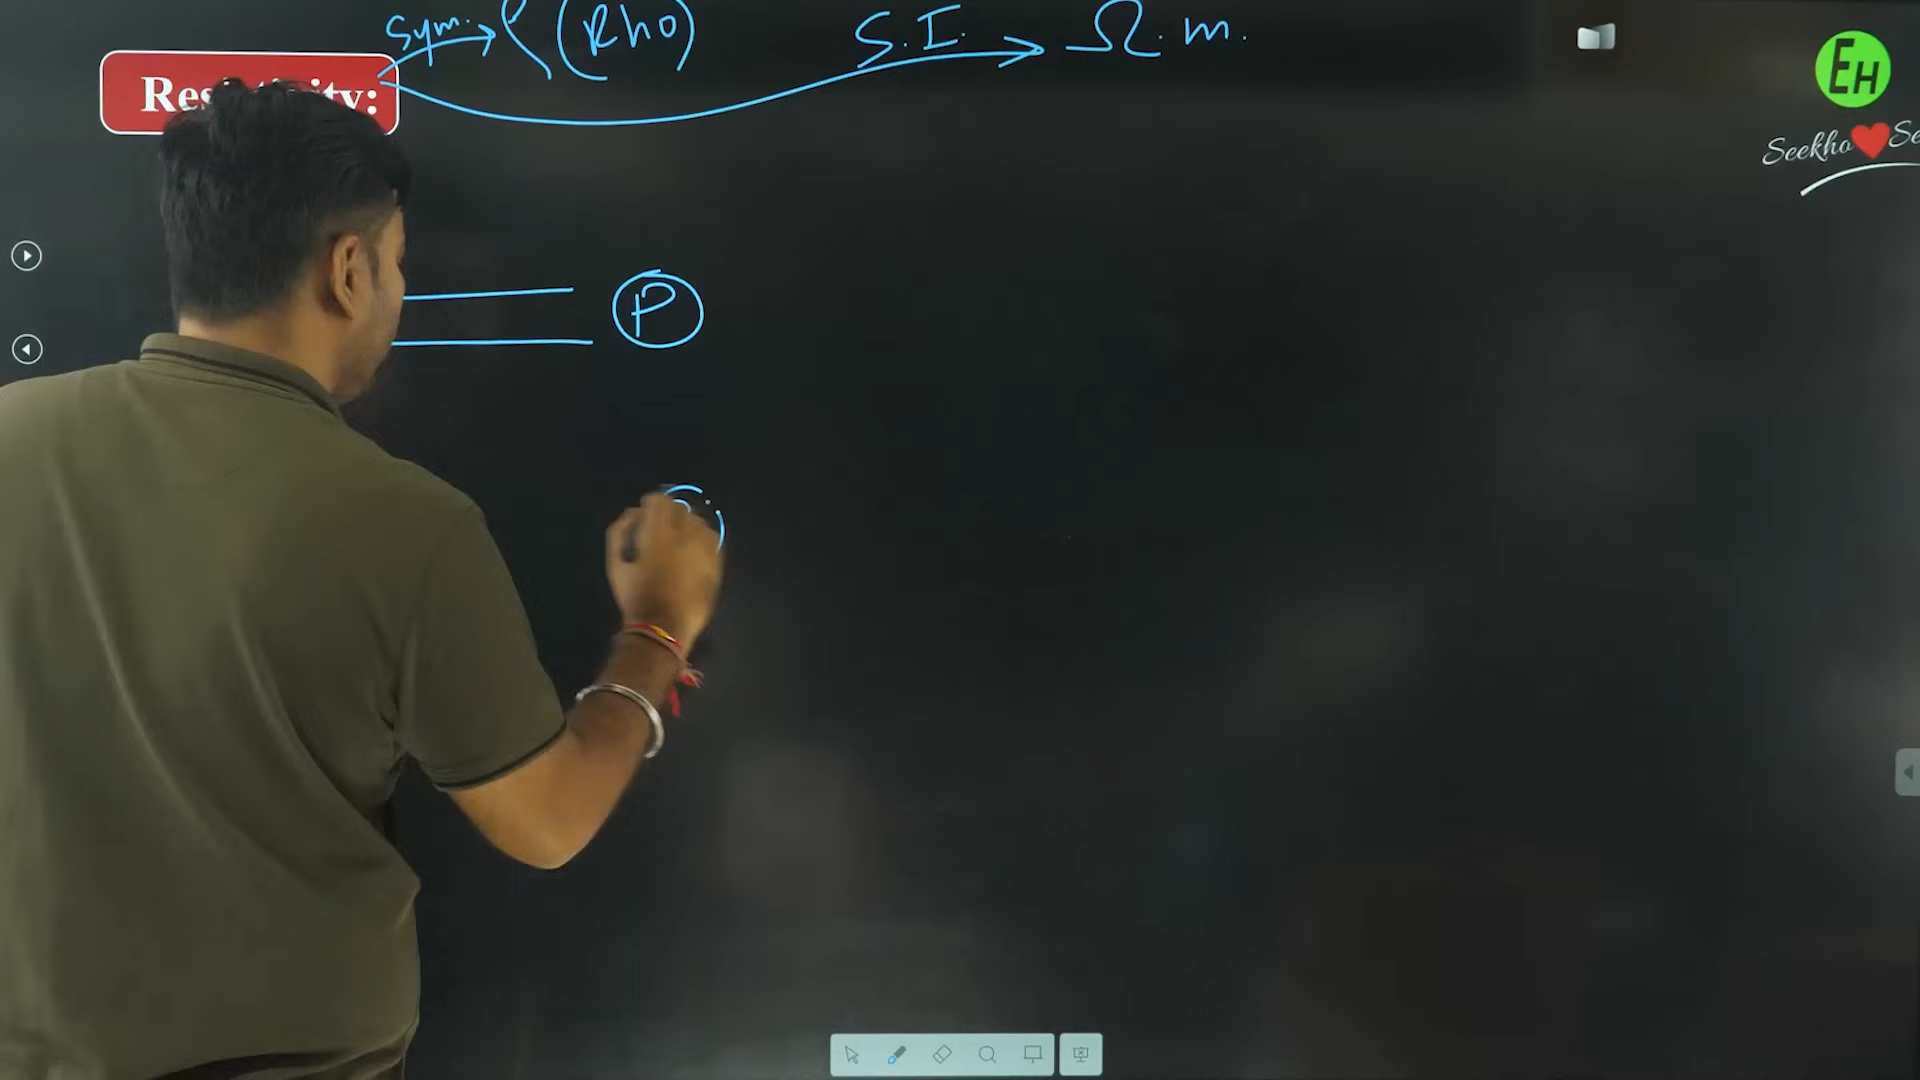 Sym. → ρ (Rho) S.I. → Ω.m.
Resistivity:
EH
Seekho ❤ Se
P